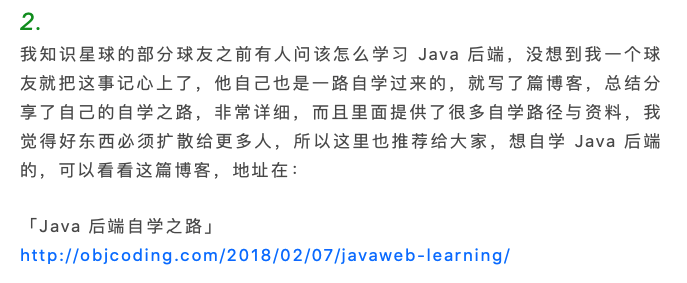 2.
我知识星球的部分球友之前有人问该怎么学习 Java 后端，没想到我一个球
友就把这事记心上了，他自己也是一路自学过来的，就写了篇博客，总结分
享了自己的自学之路，非常详细，而且里面提供了很多自学路径与资料，我
觉得好东西必须扩散给更多人，所以这里也推荐给大家，想自学 Java 后端
的，可以看看这篇博客，地址在：
「Java 后端自学之路」
http://objcoding.com/2018/02/07/javaweb-learning/